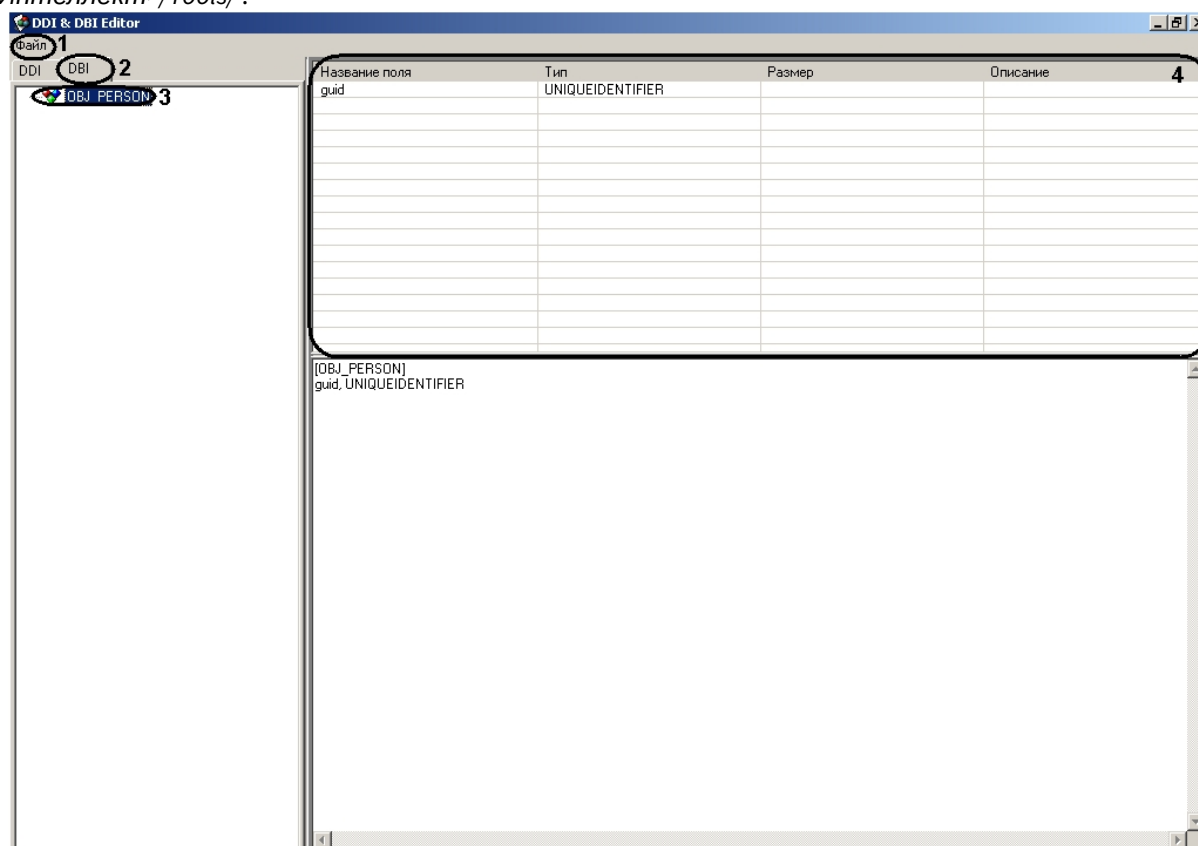 Интеллект>/Tools/ .
DDI & DBI Editor
Файл 1
DDI DBI 2
Название поля Тип Размер Описание 4
OBJ_PERSON 3
guid UNIQUEIDENTIFIER
[OBJ_PERSON]
guid, UNIQUEIDENTIFIER